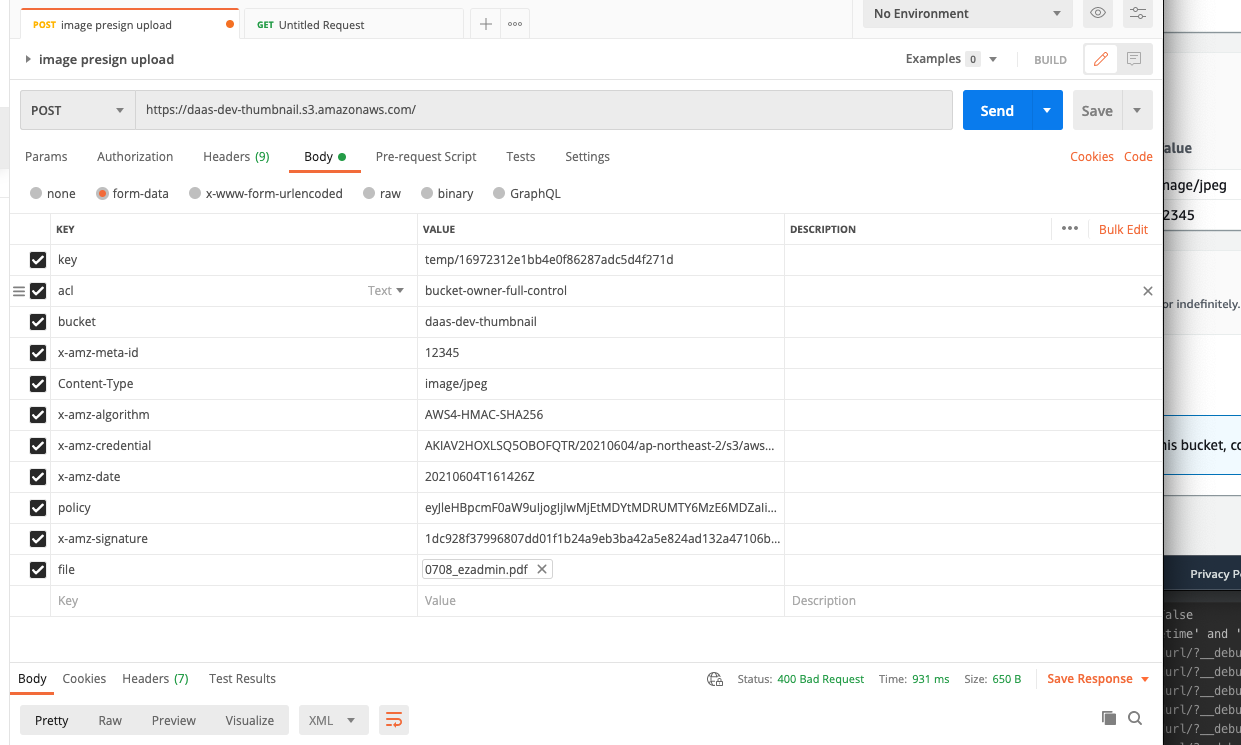 POST image presign upload GET Untitled Request No Environment
image presign upload Examples 0 BUILD
POST https://daas-dev-thumbnail.s3.amazonaws.com/ Send Save
Params Authorization Headers (9) Body Pre-request Script Tests Settings Cookies Code
alue
none form-data x-www-form-urlencoded raw binary GraphQL
mage/jpeg
2345
KEY VALUE DESCRIPTION Bulk Edit
key temp/16972312e1bb4e0f86287adc5d4f271d
acl Text bucket-owner-full-control
or indefinitely.
bucket daas-dev-thumbnail
x-amz-meta-id 12345
Content-Type image/jpeg
x-amz-algorithm AWS4-HMAC-SHA256
x-amz-credential AKIAV2HOXLSQ5OBOFQTR/20210604/ap-northeast-2/s3/aws...
his bucket, co
x-amz-date 20210604T161426Z
policy eyJleHBpcmF0aW9uIjogIjIwMjEtMDYtMDRUMTY6MzE6MDZaIi...
x-amz-signature 1dc928f37996807dd01f1b24a9eb3ba42a5e824ad132a47106b...
file 0708_ezadmin.pdf
Privacy P
Key Value Description
alse
time' and '
url/?__debu
url/?__debu
url/?__debu
url/?__debu
url/?__debu
Body Cookies Headers (7) Test Results Status: 400 Bad Request Time: 931 ms Size: 650 B Save Response
Pretty Raw Preview Visualize XML